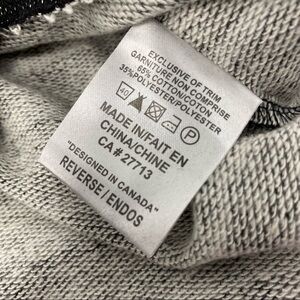 EXCLUSIVE OF TRIM
GARNITURE NON COMPRISE
65% COTTON/COTON
35%POLYESTER/POLYESTER
40
P
MADE IN/FAIT EN
CHINA/CHINE
CA # 27713
"DESIGNED IN CANADA"
REVERSE / ENDOS